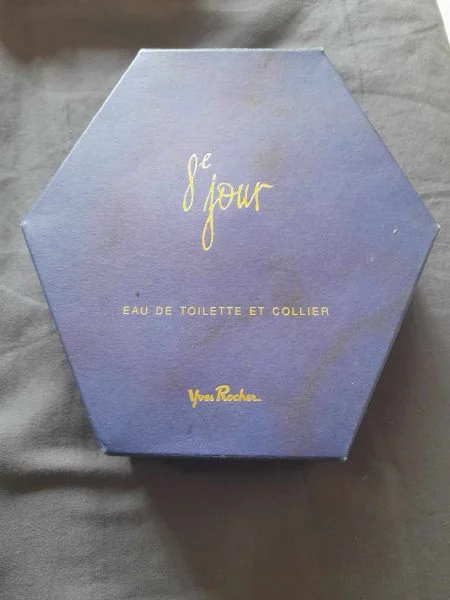 8e jour
EAU DE TOILETTE ET COLLIER
Yves Rocher